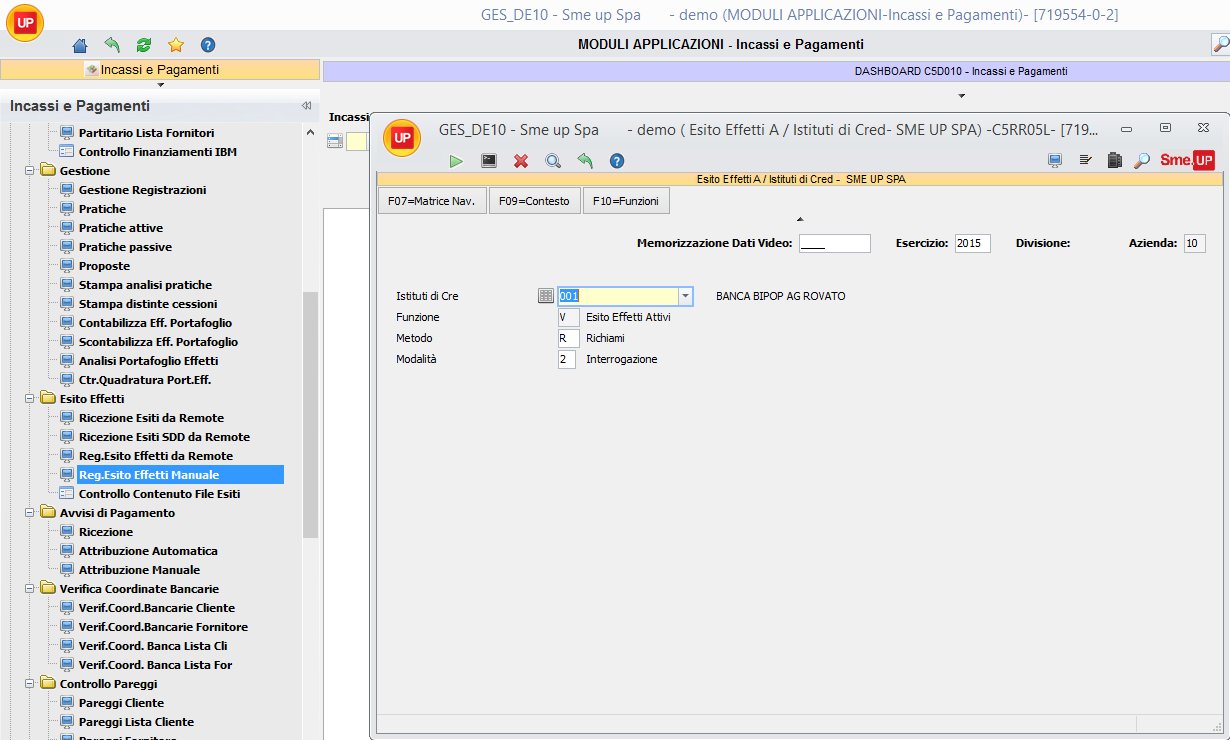 UP
GES_DE10 - Sme up Spa - demo (MODULI APPLICAZIONI-Incassi e Pagamenti)- [719554-0-2]
MODULI APPLICAZIONI - Incassi e Pagamenti
Incassi e Pagamenti
DASHBOARD C5D010 - Incassi e Pagamenti
Incassi e Pagamenti
Partitario Lista Fornitori
Controllo Finanziamenti IBM
Gestione
Gestione Registrazioni
Pratiche
Pratiche attive
Pratiche passive
Proposte
Stampa analisi pratiche
Stampa distinte cessioni
Contabilizza Eff. Portafoglio
Scontabilizza Eff. Portafoglio
Analisi Portafoglio Effetti
Ctr.Quadratura Port.Eff.
Esito Effetti
Ricezione Esiti da Remote
Ricezione Esiti SDD da Remote
Reg.Esito Effetti da Remote
Reg.Esito Effetti Manuale
Controllo Contenuto File Esiti
Avvisi di Pagamento
Ricezione
Attribuzione Automatica
Attribuzione Manuale
Verifica Coordinate Bancarie
Verif.Coord.Bancarie Cliente
Verif.Coord.Bancarie Fornitore
Verif.Coord. Banca Lista Cli
Verif.Coord. Banca Lista For
Controllo Pareggi
Pareggi Cliente
Pareggi Lista Cliente
Pareggi Fornitore
Incassi
UP
GES_DE10 - Sme up Spa - demo ( Esito Effetti A / Istituti di Cred- SME UP SPA) -C5RR05L- [719...
Sme.UP
Esito Effetti A / Istituti di Cred - SME UP SPA
F07=Matrice Nav.
F09=Contesto
F10=Funzioni
Memorizzazione Dati Video: ____ Esercizio: 2015 Divisione: Azienda: 10
Istituti di Cre 001 BANCA BIPOP AG ROVATO
Funzione V Esito Effetti Attivi
Metodo R Richiami
Modalità 2 Interrogazione